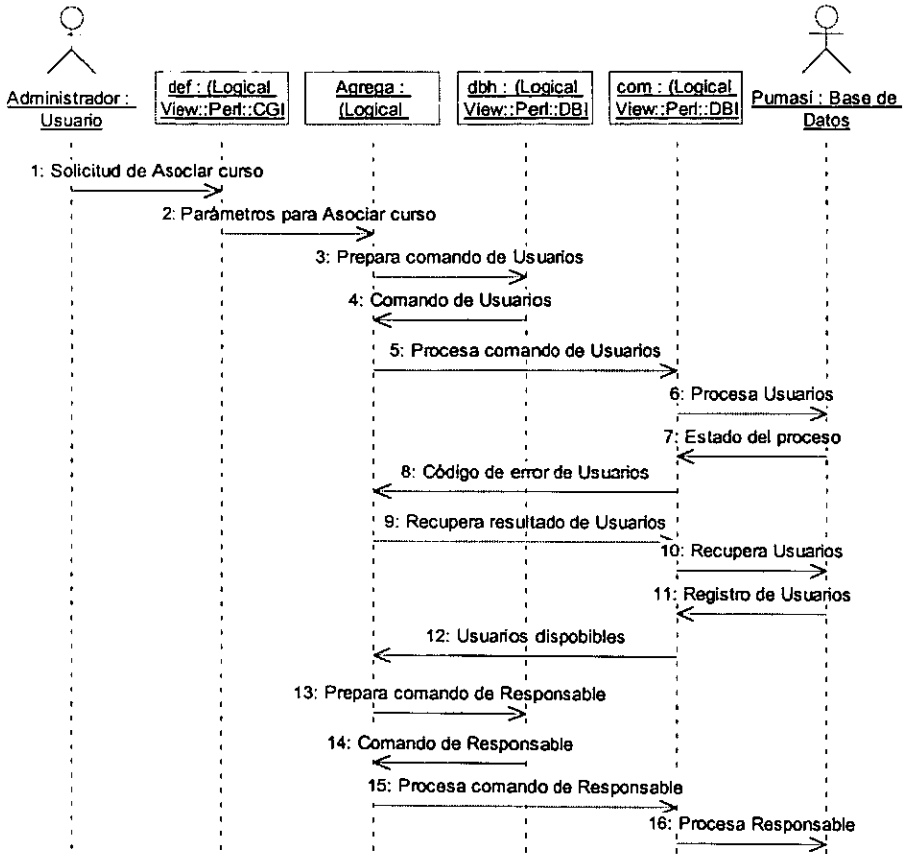 Administrador :
Usuario
def : (Logical
View::Perl::CGI
Agrega :
(Logical
dbh : (Logical
View::Perl::DBI
com : (Logical
View::Perl::DBI
Pumasi : Base de
Datos
1: Solicitud de Asociar curso
2: Parámetros para Asociar curso
3: Prepara comando de Usuarios
4: Comando de Usuarios
5: Procesa comando de Usuarios
6: Procesa Usuarios
7: Estado del proceso
8: Código de error de Usuarios
9: Recupera resultado de Usuarios
10: Recupera Usuarios
11: Registro de Usuarios
12: Usuarios dispobibles
13: Prepara comando de Responsable
14: Comando de Responsable
15: Procesa comando de Responsable
16: Procesa Responsable